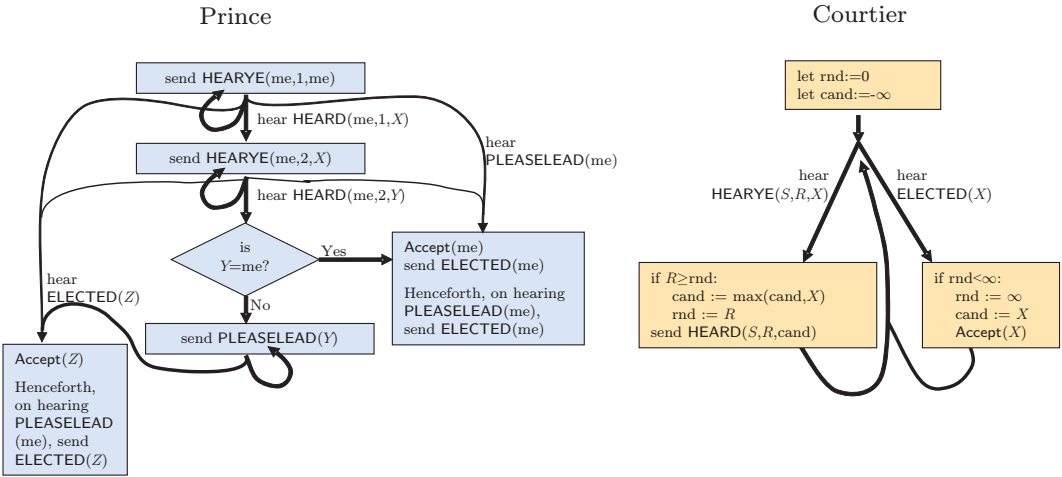 Prince
send HEARYE(me,1,me)
hear HEARD(me,1,X)
send HEARYE(me,2,X)
hear HEARD(me,2,Y)
is
Y=me?
Yes
No
send PLEASELEAD(Y)
hear
PLEASELEAD(me)
Accept(me)
send ELECTED(me)
Henceforth, on hearing
PLEASELEAD(me),
send ELECTED(me)
hear
ELECTED(Z)
Accept(Z)
Henceforth,
on hearing
PLEASELEAD
(me), send
ELECTED(Z)
Courtier
let rnd:=0
let cand:=-∞
hear
HEARYE(S,R,X)
hear
ELECTED(X)
if R≥rnd:
cand := max(cand,X)
rnd := R
send HEARD(S,R,cand)
if rnd<∞:
rnd := ∞
cand := X
Accept(X)